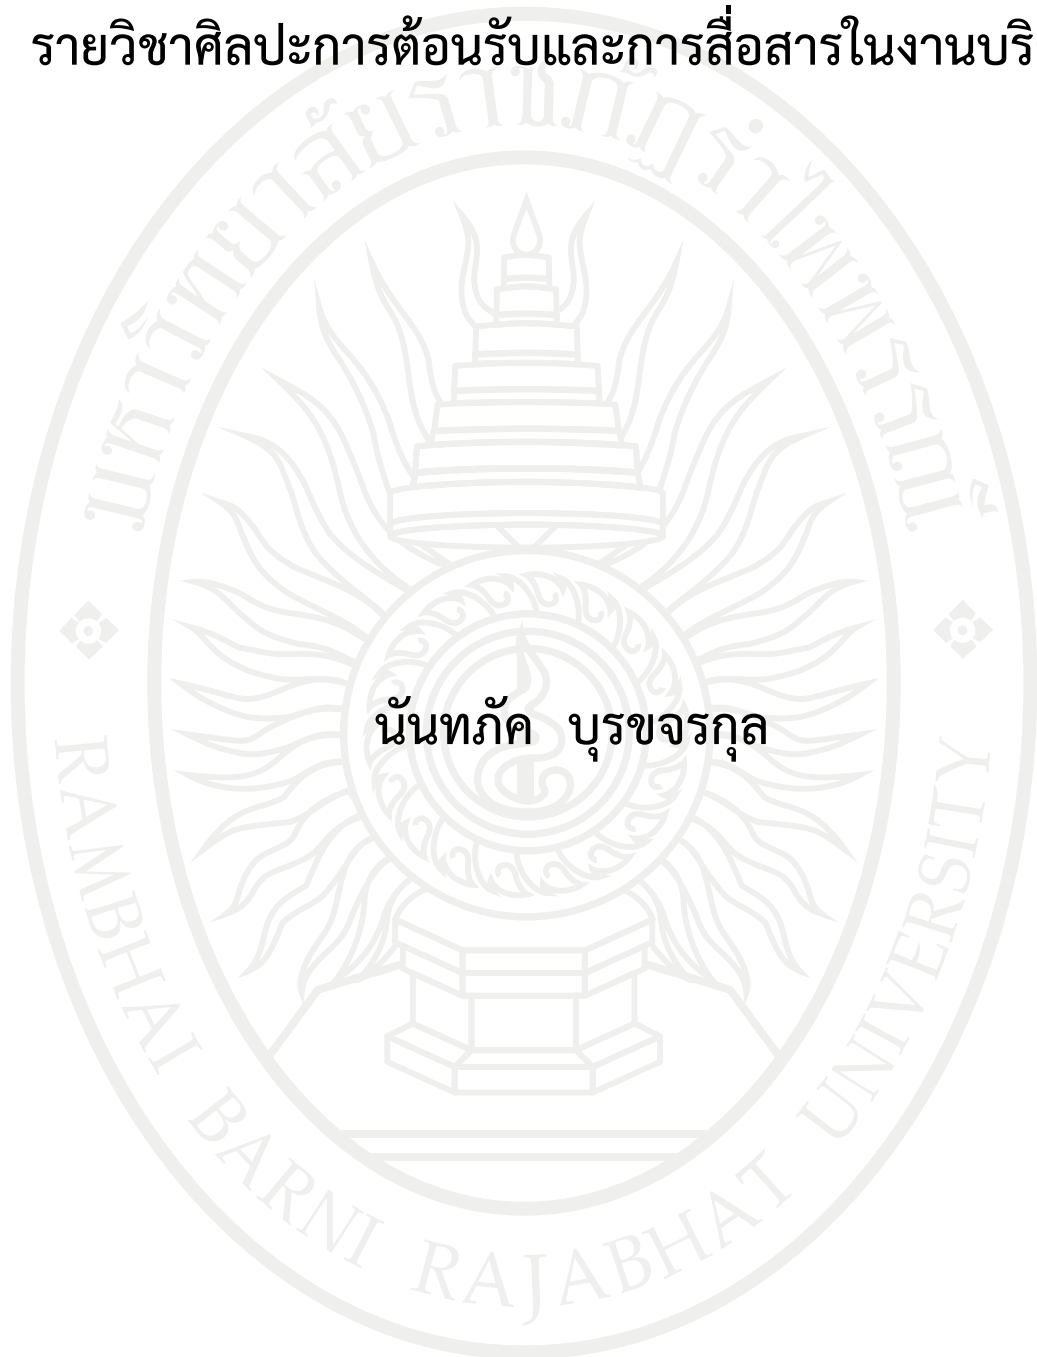 รายวิชาศิลปะการต้อนรับและการสื่อสารในงานบริ
มหาวิทยาลัยราชภัฏรำไพพรรณี
นันทภัค บุรขจรกุล
RAMBHAI BARNI RAJABHAT UNIVERSITY